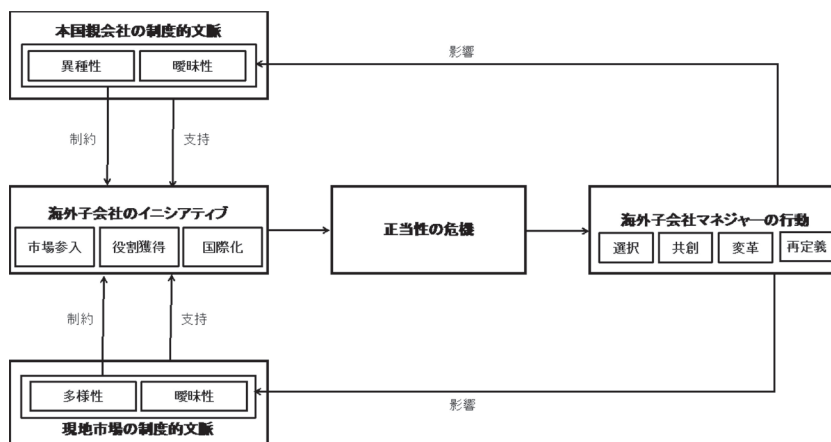 本国親会社の制度的文脈
異種性
曖昧性
影響
制約
支持
海外子会社のイニシアティブ
市場参入
役割獲得
国際化
正当性の危機
海外子会社マネジャーの行動
選択
共創
変革
再定義
制約
支持
多様性
曖昧性
現地市場の制度的文脈
影響